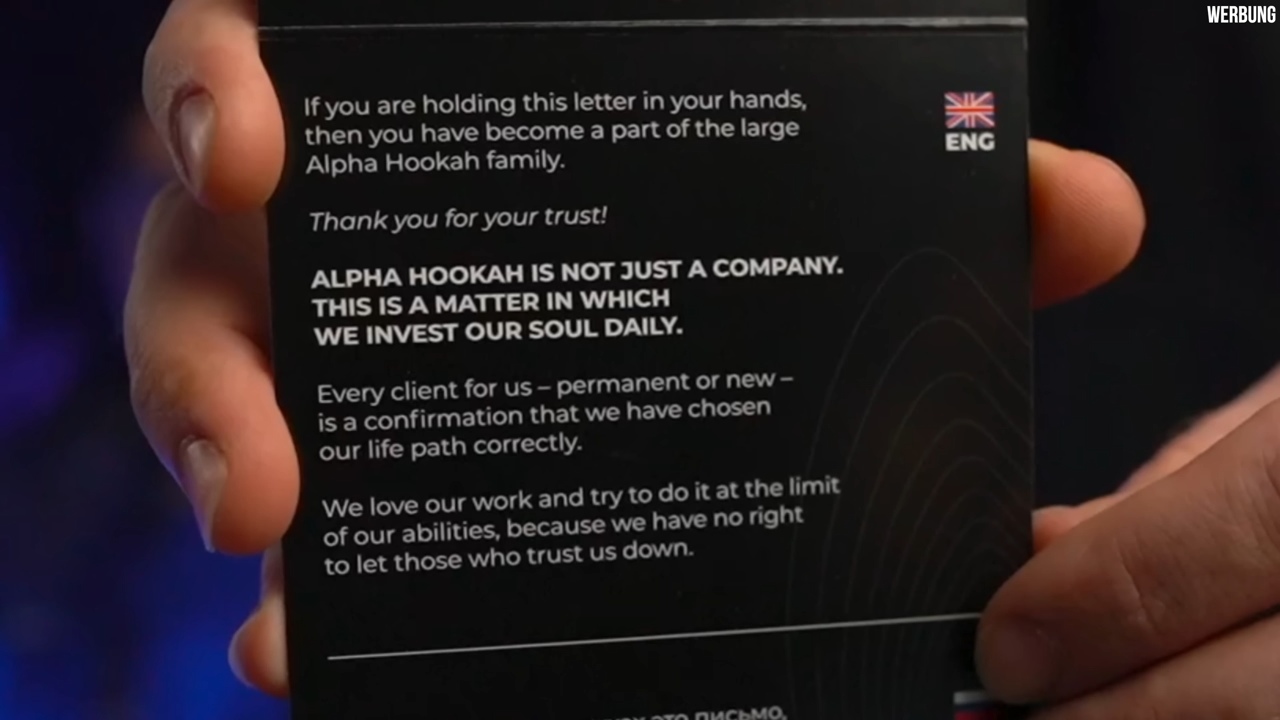 WERBUNG
If you are holding this letter in your hands,
then you have become a part of the large
Alpha Hookah family.
ENG
Thank you for your trust!
ALPHA HOOKAH IS NOT JUST A COMPANY.
THIS IS A MATTER IN WHICH
WE INVEST OUR SOUL DAILY.
Every client for us – permanent or new –
is a confirmation that we have chosen
our life path correctly.
We love our work and try to do it at the limit
of our abilities, because we have no right
to let those who trust us down.
ЭТО ПИСЬМО,